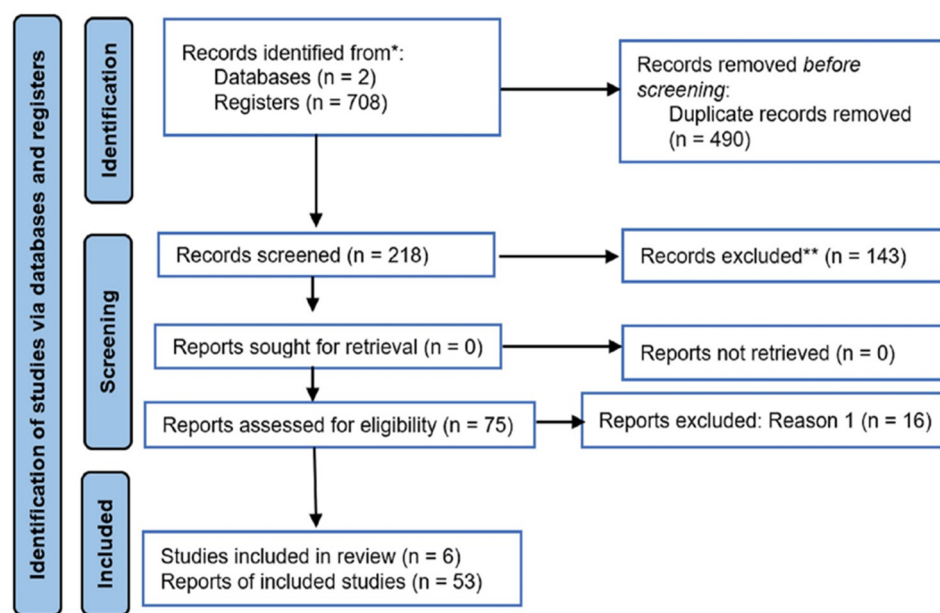 Identification of studies via databases and registers
Identification
Records identified from*:
Databases (n = 2)
Registers (n = 708)
Records removed before
screening:
Duplicate records removed
(n = 490)
Screening
Records screened (n = 218)
Records excluded** (n = 143)
Reports sought for retrieval (n = 0)
Reports not retrieved (n = 0)
Reports assessed for eligibility (n = 75)
Reports excluded: Reason 1 (n = 16)
Included
Studies included in review (n = 6)
Reports of included studies (n = 53)